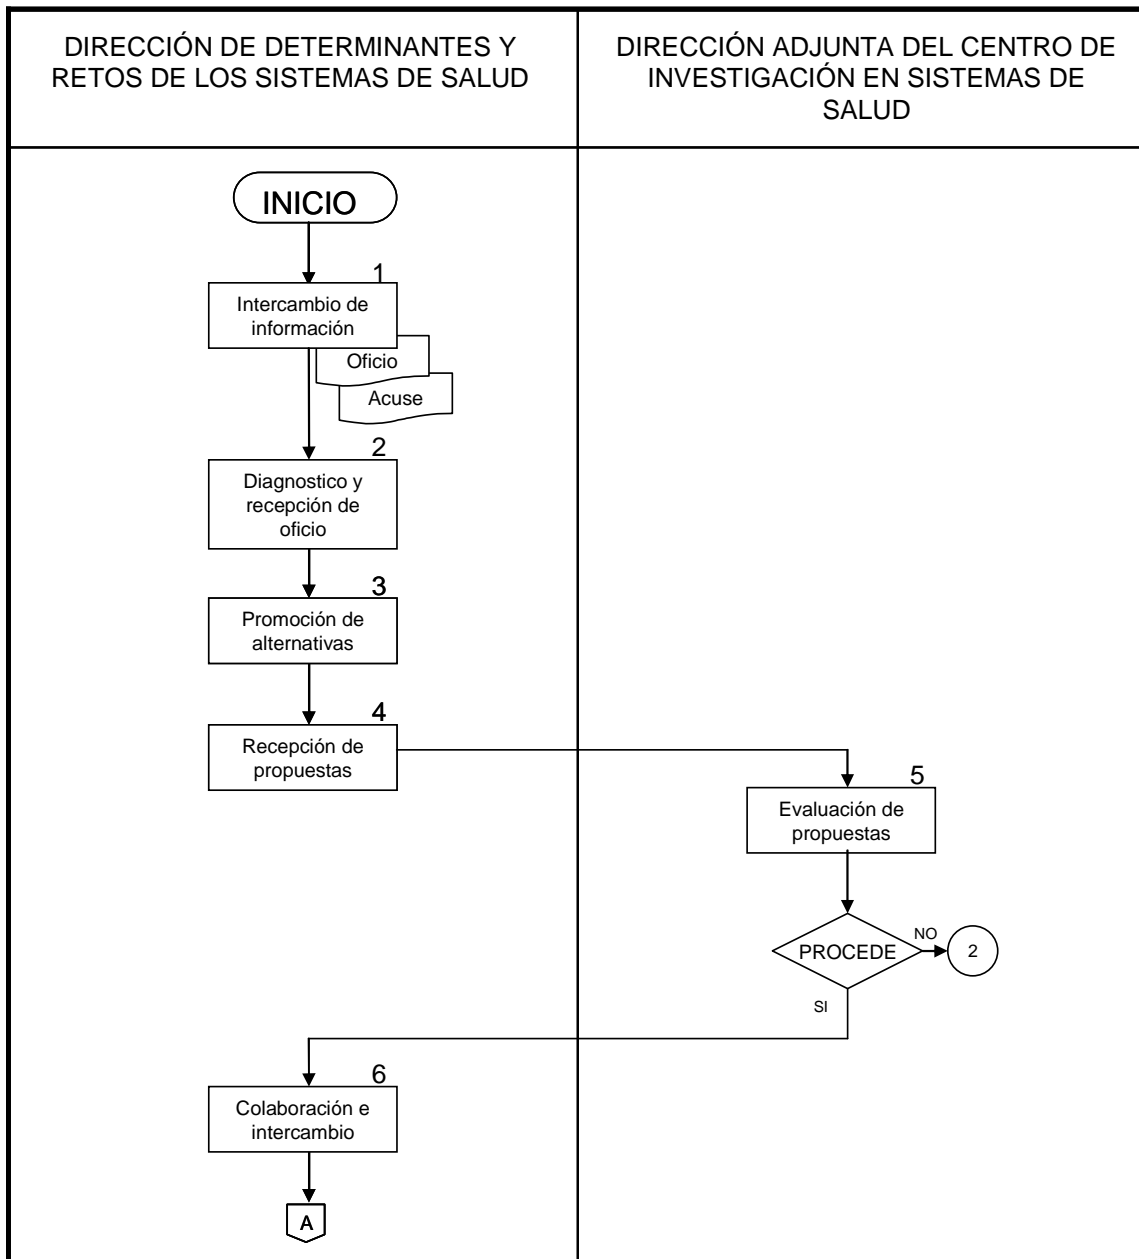 DIRECCIÓN DE DETERMINANTES Y
RETOS DE LOS SISTEMAS DE SALUD
DIRECCIÓN ADJUNTA DEL CENTRO DE
INVESTIGACIÓN EN SISTEMAS DE
SALUD
INICIO
1
Intercambio de
información
Oficio
Acuse
2
Diagnostico y
recepción de
oficio
3
Promoción de
alternativas
4
Recepción de
propuestas
5
Evaluación de
propuestas
PROCEDE
NO
2
SI
6
Colaboración e
intercambio
A